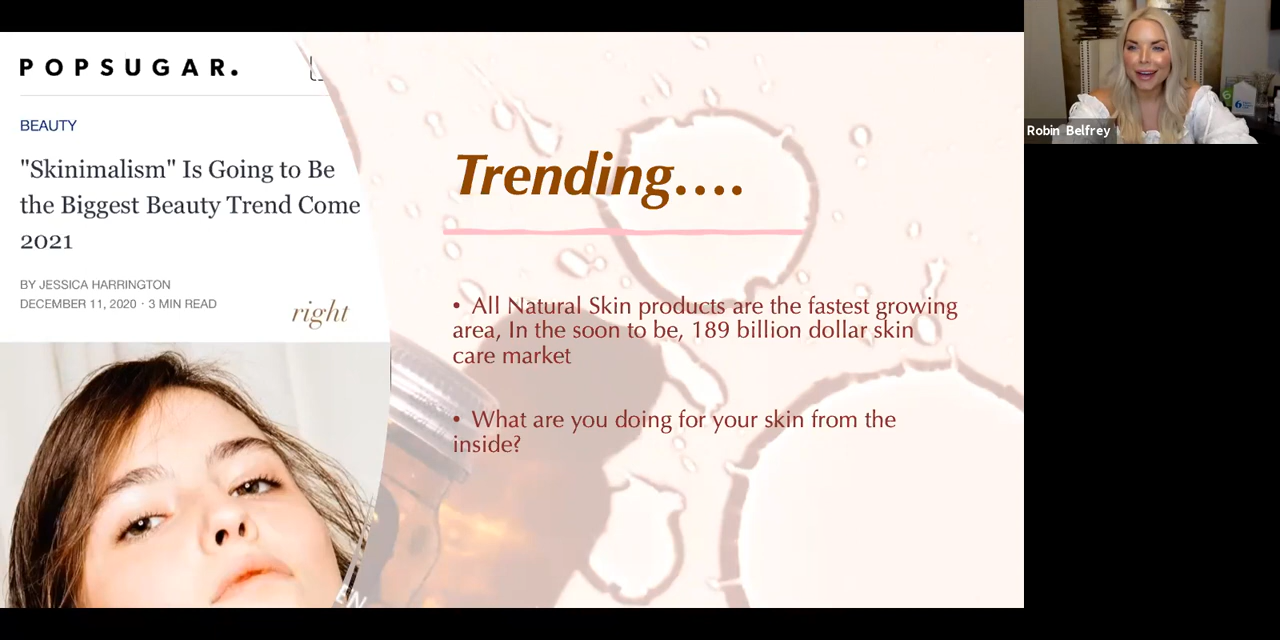 POPSUGAR.
BEAUTY
"Skinimalism" Is Going to Be
the Biggest Beauty Trend Come
2021
BY JESSICA HARRINGTON
DECEMBER 11, 2020 · 3 MIN READ
right
EN
Trending....
• All Natural Skin products are the fastest growing
area, In the soon to be, 189 billion dollar skin
care market
• What are you doing for your skin from the
inside?
Robin Belfrey
6